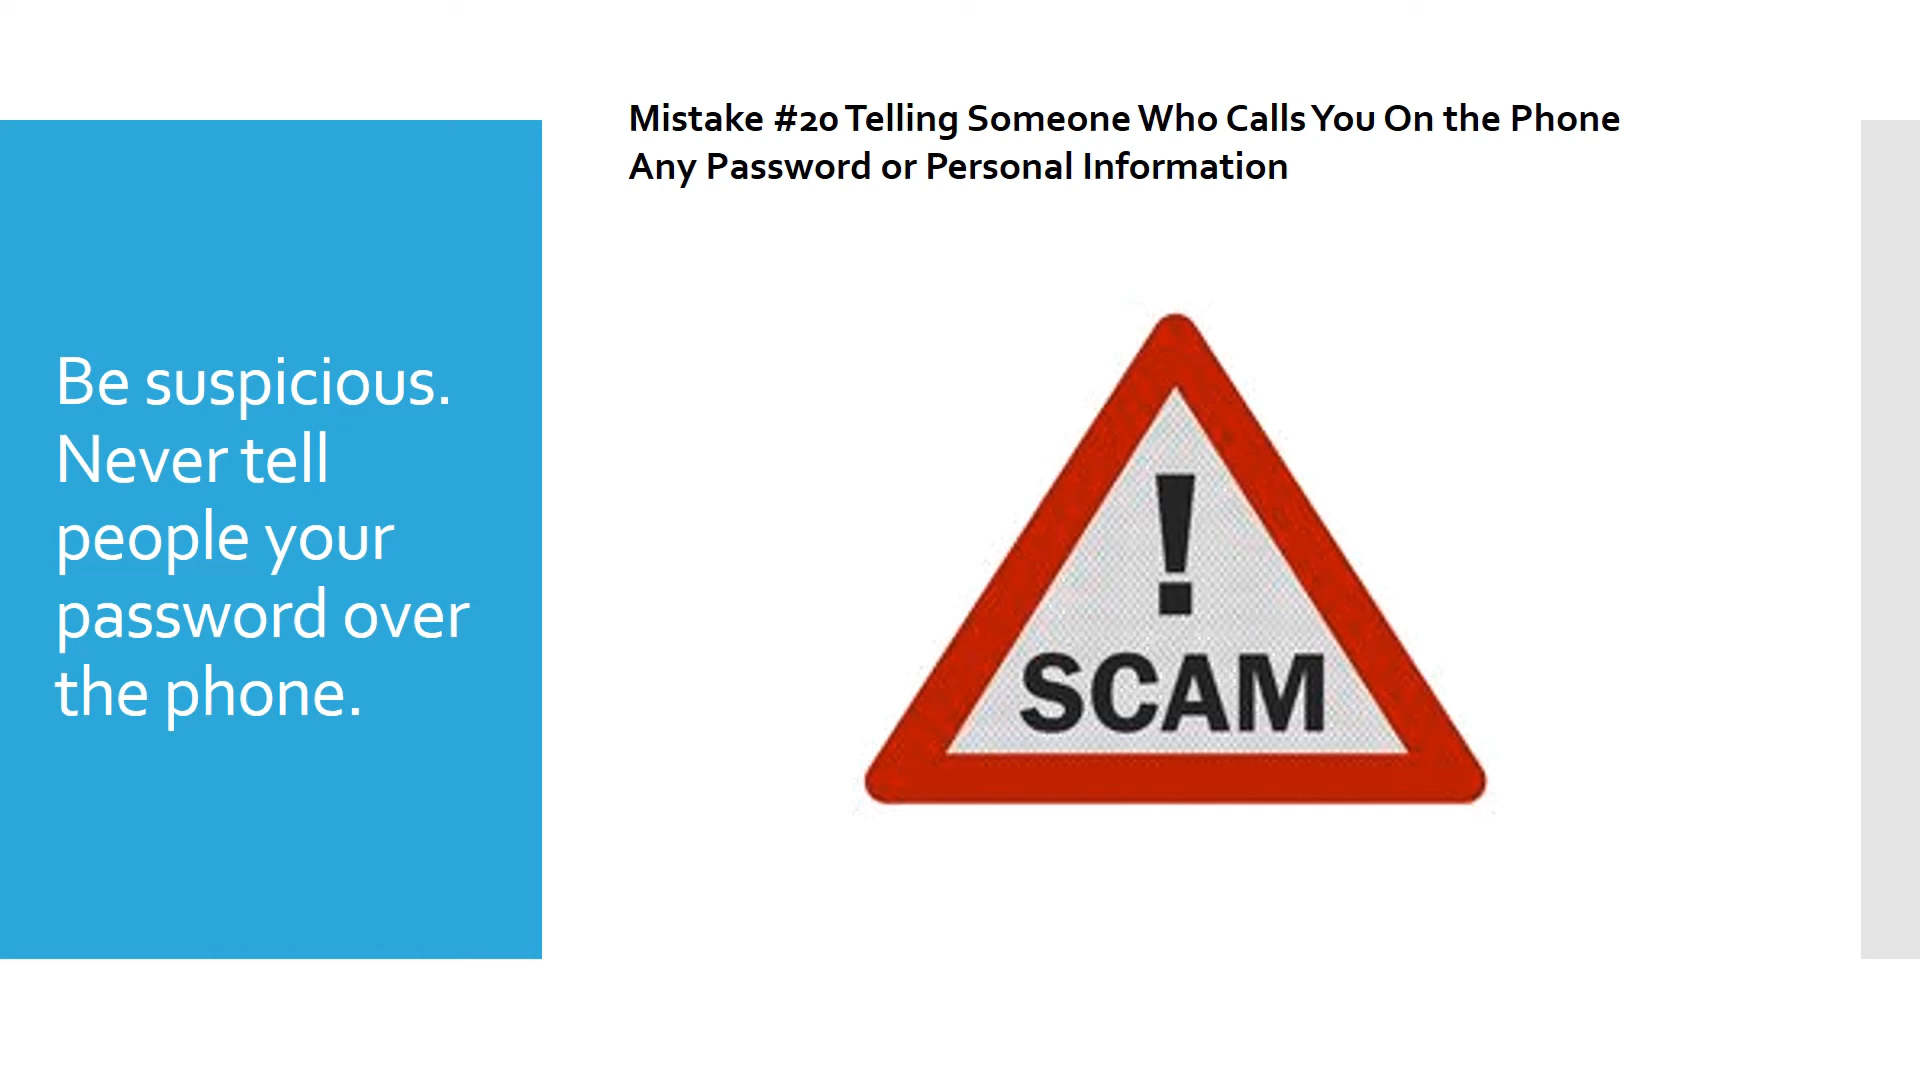 Mistake #20 Telling Someone Who Calls You On the Phone
Any Password or Personal Information
Be suspicious.
Never tell
people your
password over
the phone.
!
SCAM